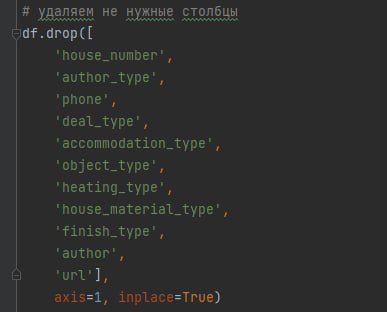 # удаляем не нужные столбцы
df.drop([
'house_number',
'author_type',
'phone',
'deal_type',
'accommodation_type',
'object_type',
'heating_type',
'house_material_type',
'finish_type',
'author',
'url'],
axis=1, inplace=True)